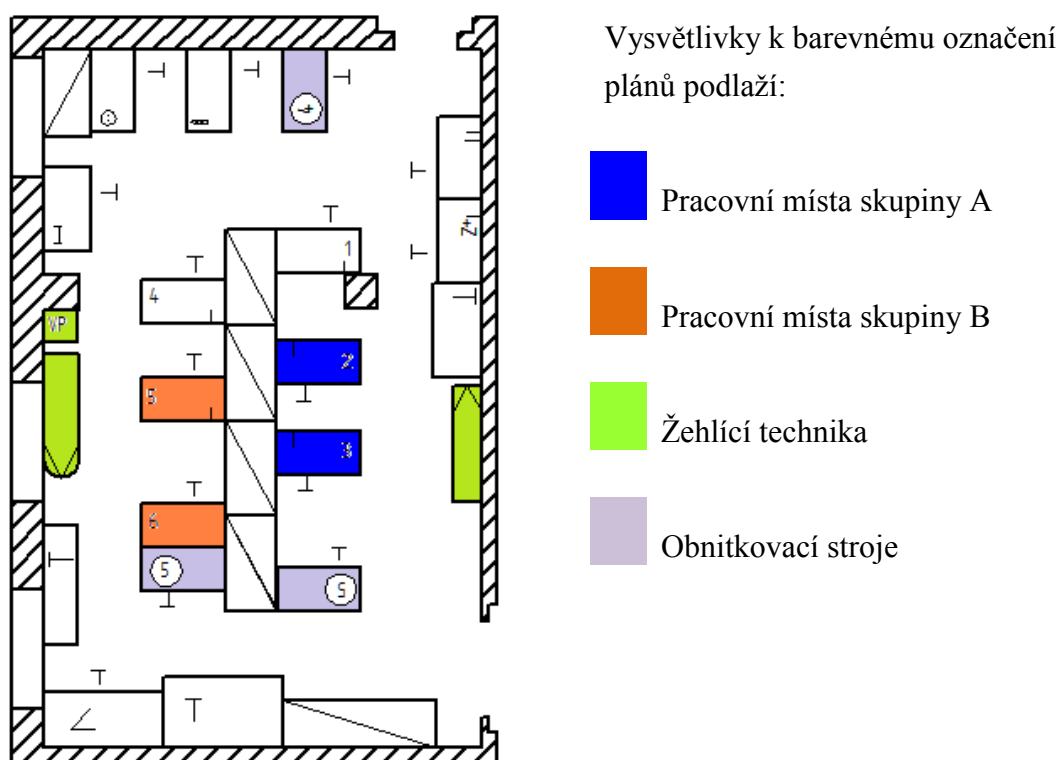 Vysvětlivky k barevnému označení
plánů podlaží:
Pracovní místa skupiny A
Pracovní místa skupiny B
Žehlící technika
Obnitkovací stroje
1
4
VP
2
5
3
6
5
5
Z+